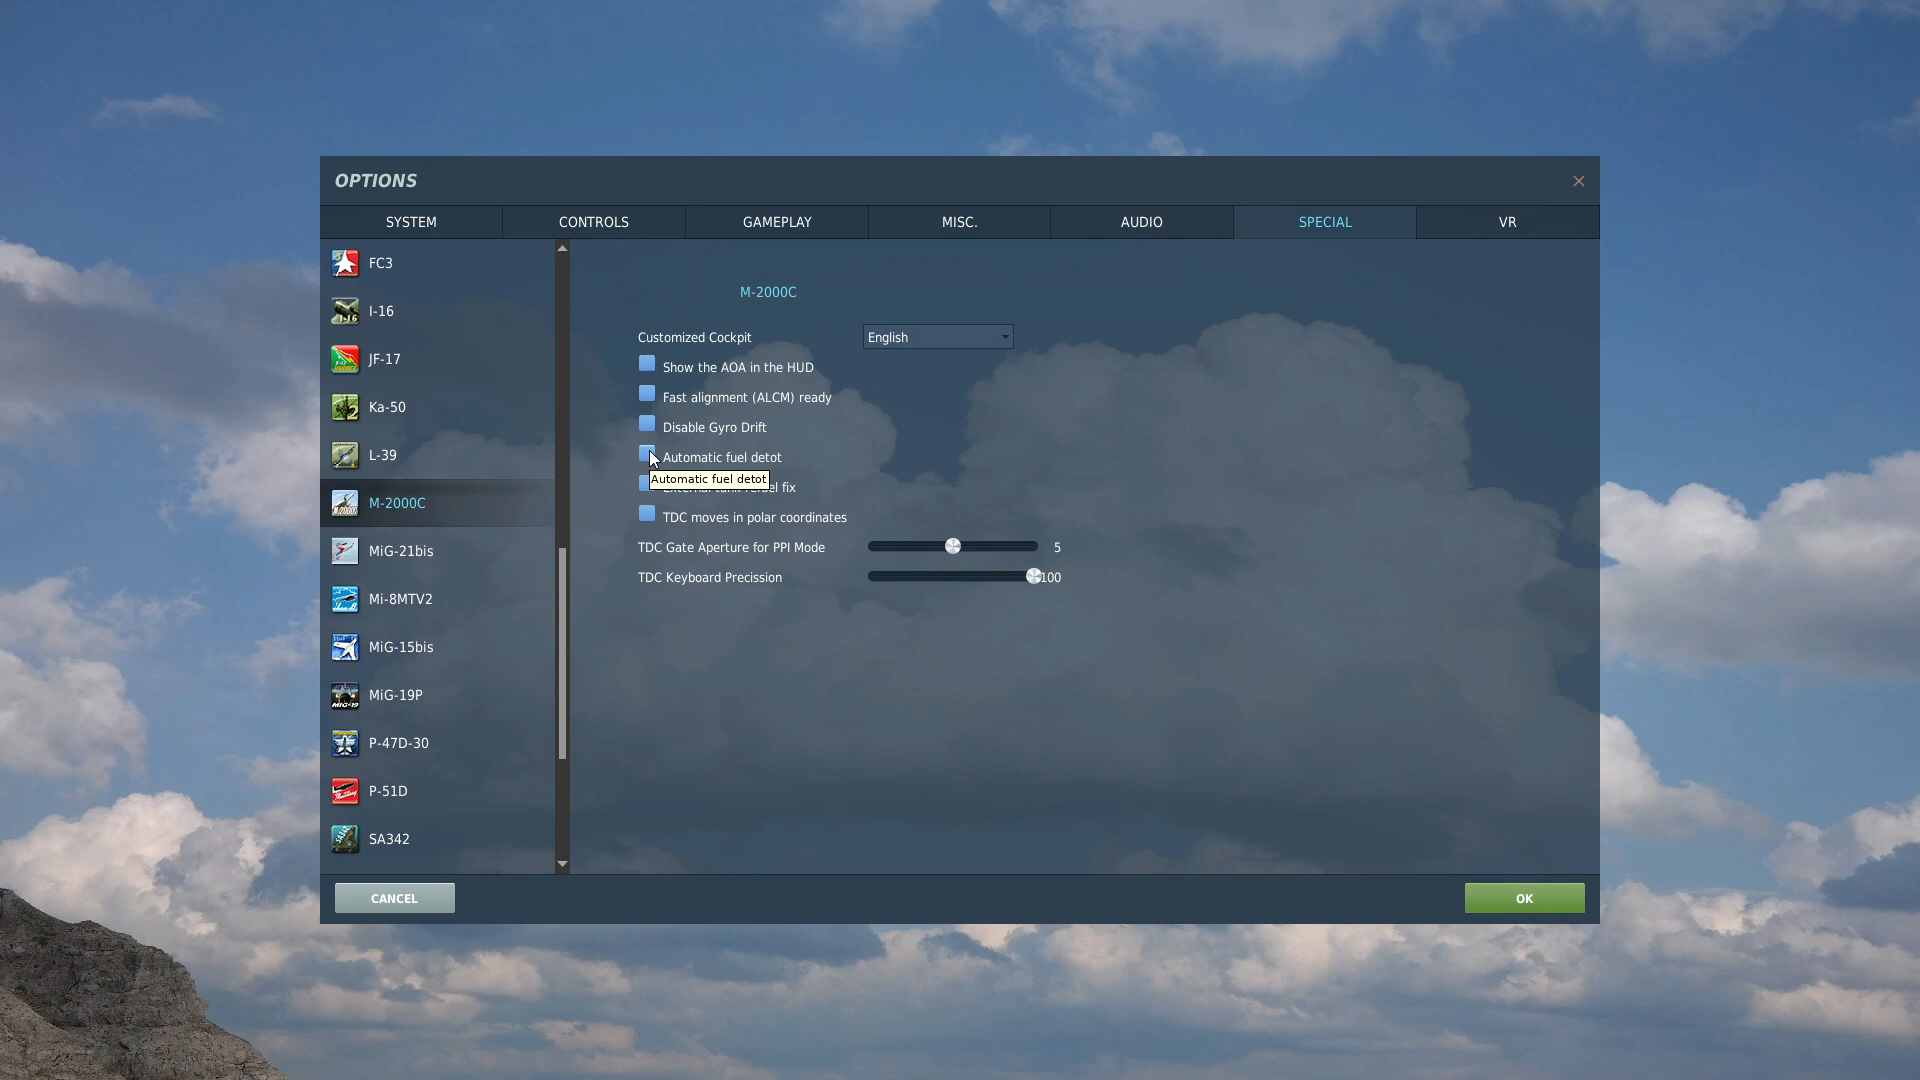 OPTIONS
SYSTEM
CONTROLS
GAMEPLAY
MISC.
AUDIO
SPECIAL
VR
FC3
I-16
JF-17
Ka-50
L-39
M-2000C
MiG-21bis
Mi-8MTV2
MiG-15bis
MiG-19P
P-47D-30
P-51D
SA342
M-2000C
Customized Cockpit English
Show the AOA in the HUD
Fast alignment (ALCM) ready
Disable Gyro Drift
Automatic fuel detot
Automatic fuel detot
fix
TDC moves in polar coordinates
TDC Gate Aperture for PPI Mode 5
TDC Keyboard Precission 100
CANCEL
OK